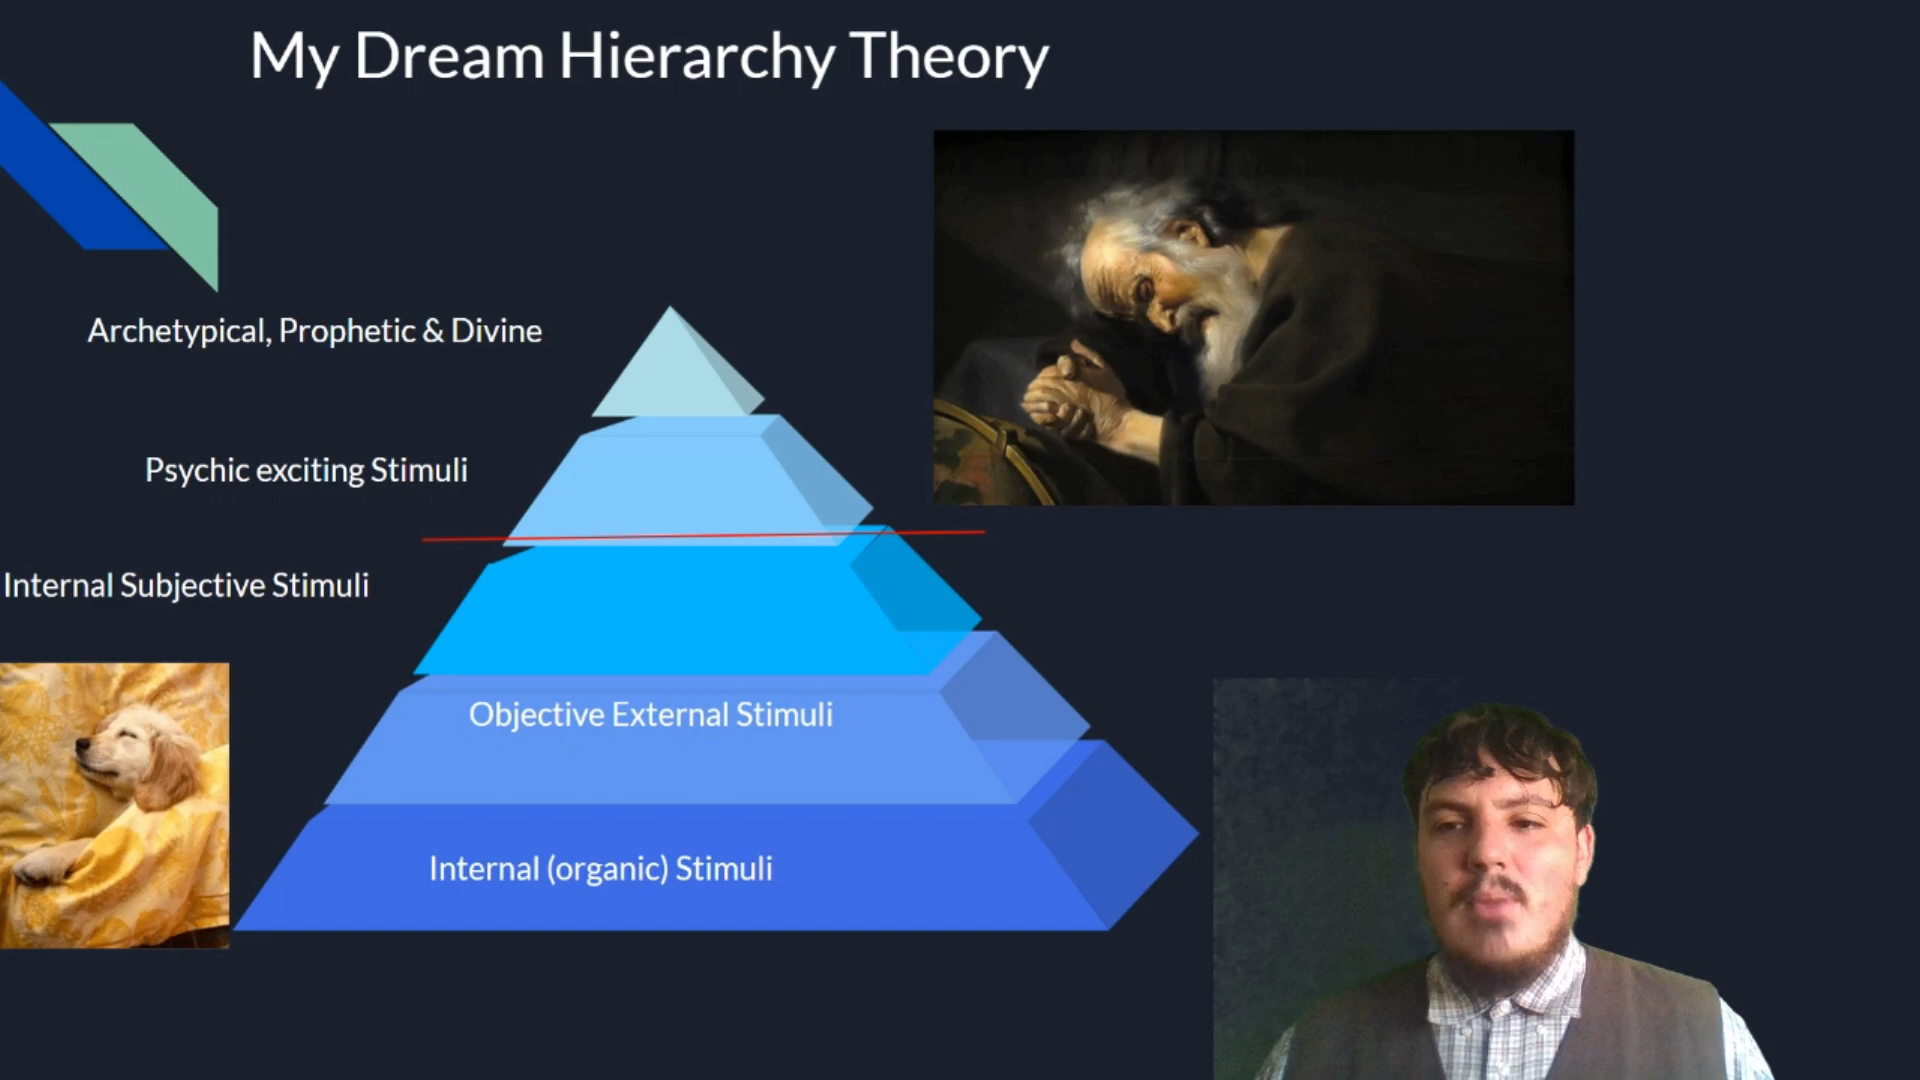 My Dream Hierarchy Theory
Archetypical, Prophetic & Divine
Psychic exciting Stimuli
Internal Subjective Stimuli
Objective External Stimuli
Internal (organic) Stimuli